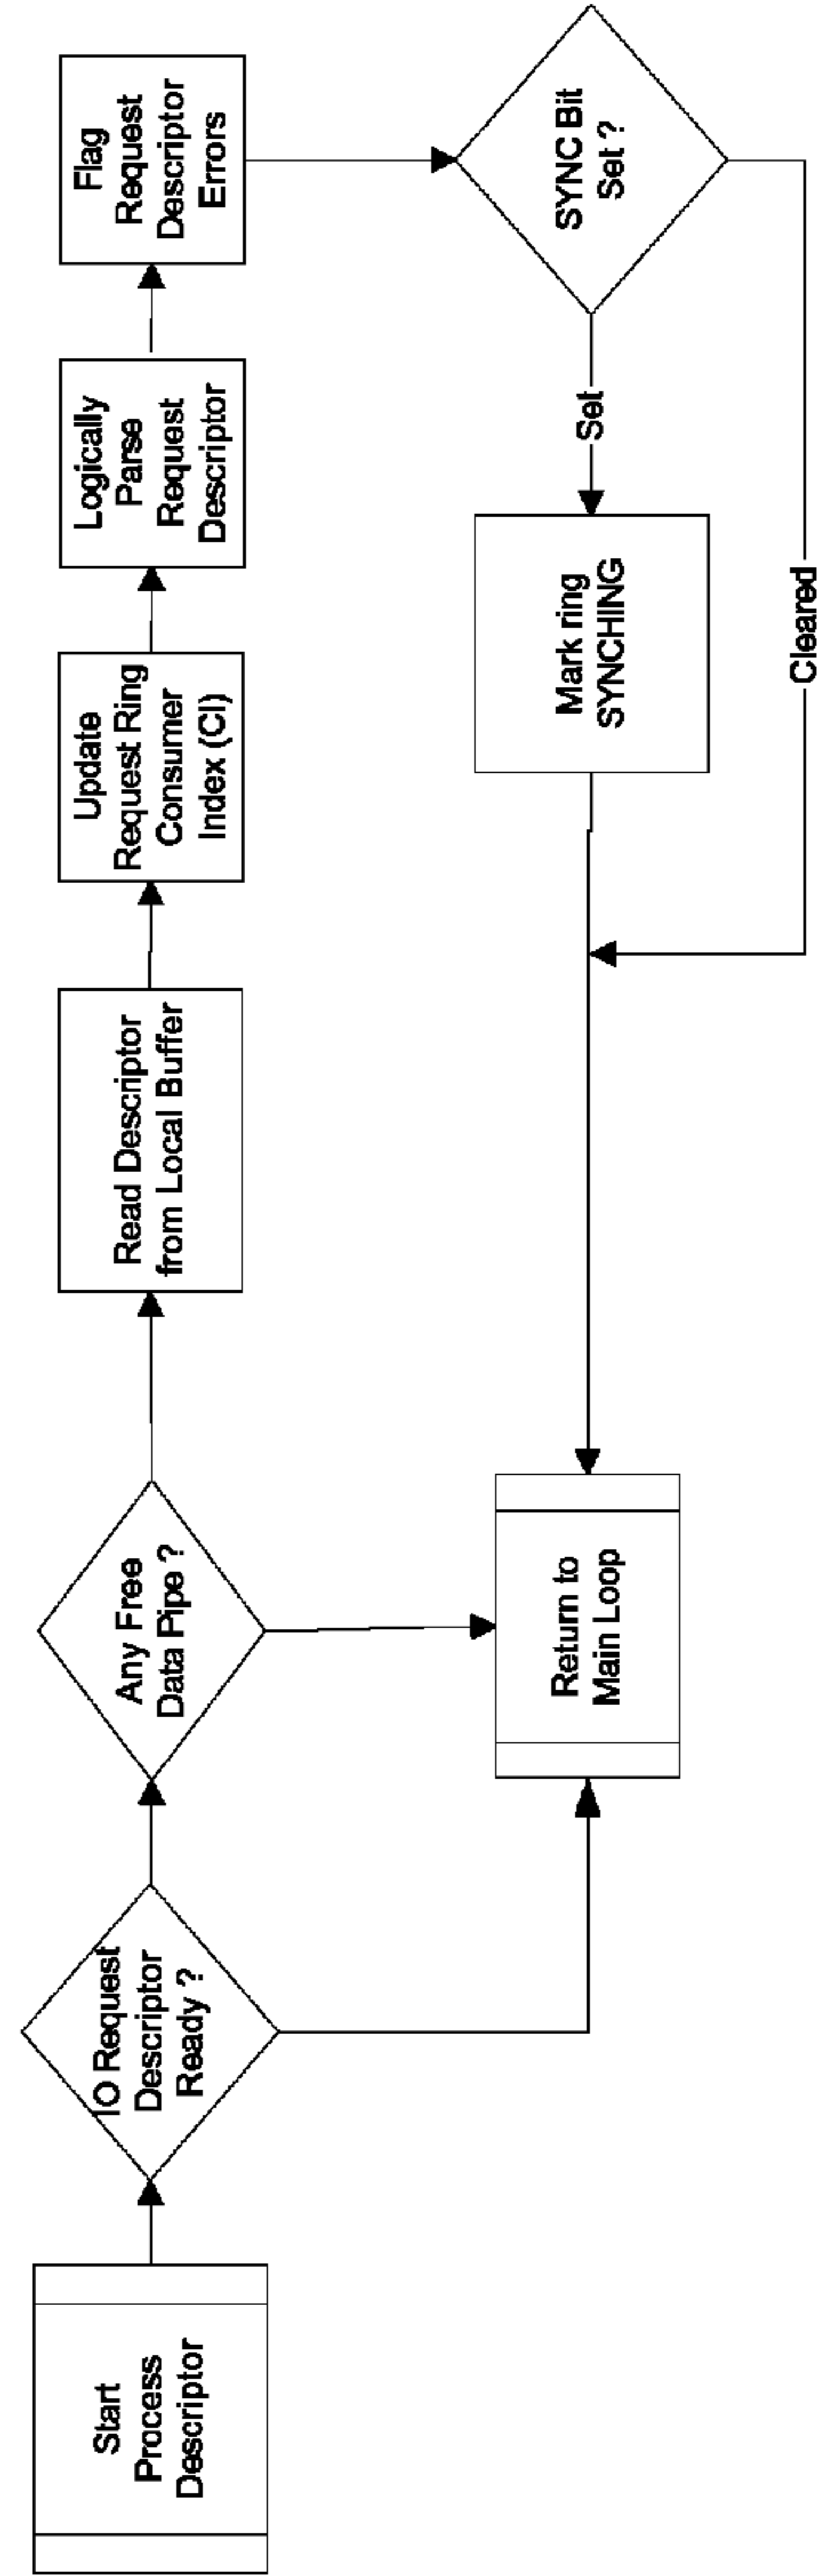 Start
Process
Descriptor
IO Request
Descriptor
Ready ?
Any Free
Data Pipe ?
Read Descriptor
from Local Buffer
Update
Request Ring
Consumer
Index (CI)
Logically
Parse
Request
Descriptor
Flag
Request
Descriptor
Errors
SYNC Bit
Set ?
Set
Mark ring
SYNCHING
Cleared
Return to
Main Loop